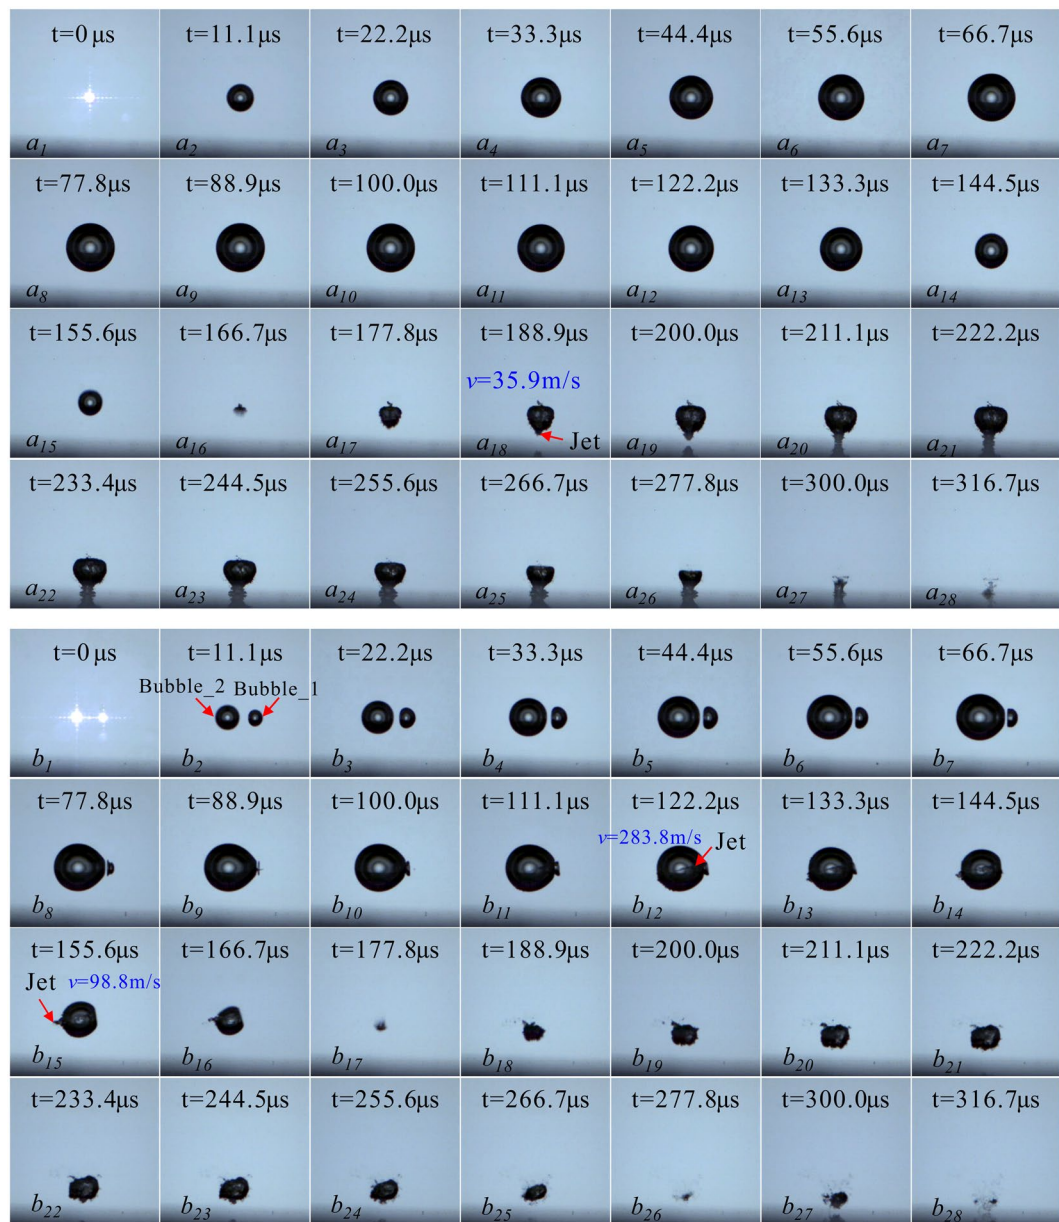 t=0 μs t=11.1μs t=22.2μs t=33.3μs t=44.4μs t=55.6μs t=66.7μs
a1 a2 a3 a4 a5 a6 a7
t=77.8μs t=88.9μs t=100.0μs t=111.1μs t=122.2μs t=133.3μs t=144.5μs
a8 a9 a10 a11 a12 a13 a14
t=155.6μs t=166.7μs t=177.8μs t=188.9μs t=200.0μs t=211.1μs t=222.2μs
v=35.9m/s
Jet
a15 a16 a17 a18 a19 a20 a21
t=233.4μs t=244.5μs t=255.6μs t=266.7μs t=277.8μs t=300.0μs t=316.7μs
a22 a23 a24 a25 a26 a27 a28
t=0 μs t=11.1μs t=22.2μs t=33.3μs t=44.4μs t=55.6μs t=66.7μs
Bubble_2 Bubble_1
b1 b2 b3 b4 b5 b6 b7
t=77.8μs t=88.9μs t=100.0μs t=111.1μs t=122.2μs t=133.3μs t=144.5μs
v=283.8m/s Jet
b8 b9 b10 b11 b12 b13 b14
t=155.6μs t=166.7μs t=177.8μs t=188.9μs t=200.0μs t=211.1μs t=222.2μs
Jet v=98.8m/s
b15 b16 b17 b18 b19 b20 b21
t=233.4μs t=244.5μs t=255.6μs t=266.7μs t=277.8μs t=300.0μs t=316.7μs
b22 b23 b24 b25 b26 b27 b28